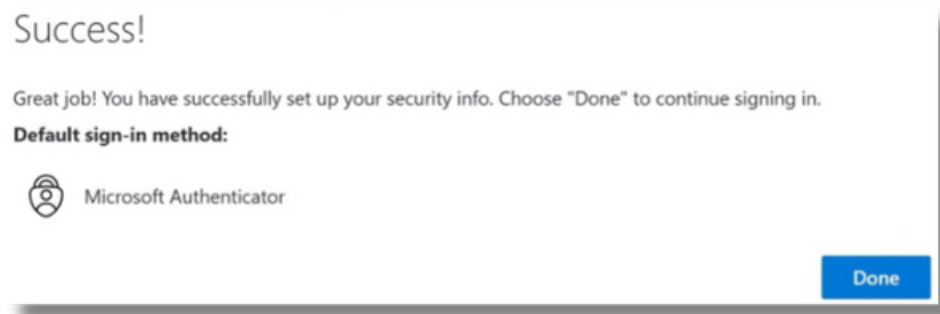 Success!
Great job! You have successfully set up your security info. Choose "Done" to continue signing in.
Default sign-in method:
Microsoft Authenticator
Done